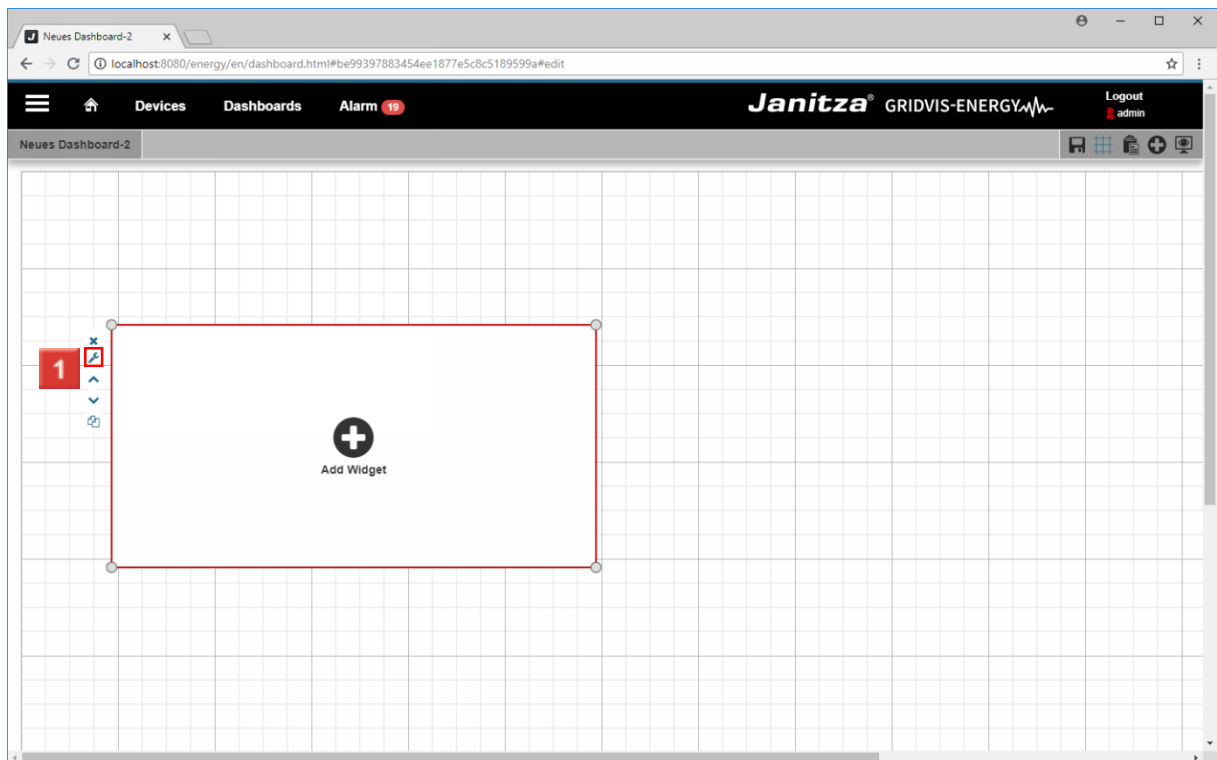 Neues Dashboard-2
localhost:8080/energy/en/dashboard.html#be99397883454ee1877e5c8c5189599a#edit
Devices Dashboards Alarm 19 Janitza® GRIDVIS-ENERGY Logout
admin
Neues Dashboard-2
1
Add Widget